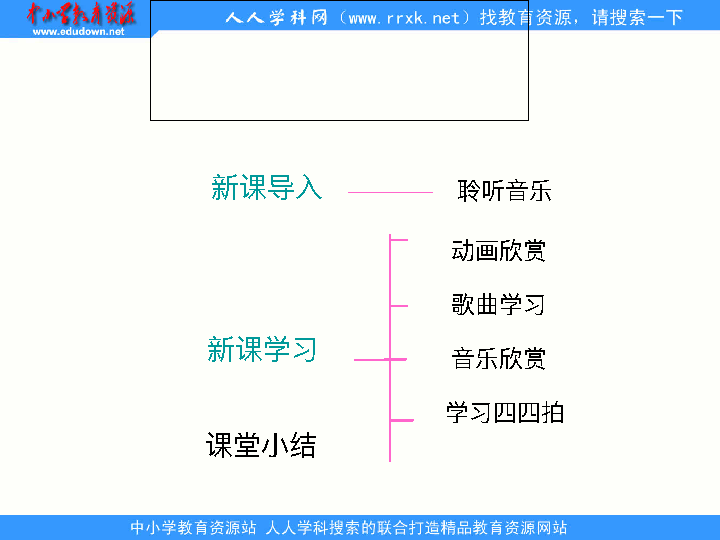 中小学教育资源
www.edudown.net
人人学科网（www.rrxk.net）找教育资源，请搜索一下
新课导入
聆听音乐
动画欣赏
歌曲学习
新课学习
音乐欣赏
学习四四拍
课堂小结
中小学教育资源站 人人学科搜索的联合打造精品教育资源网站